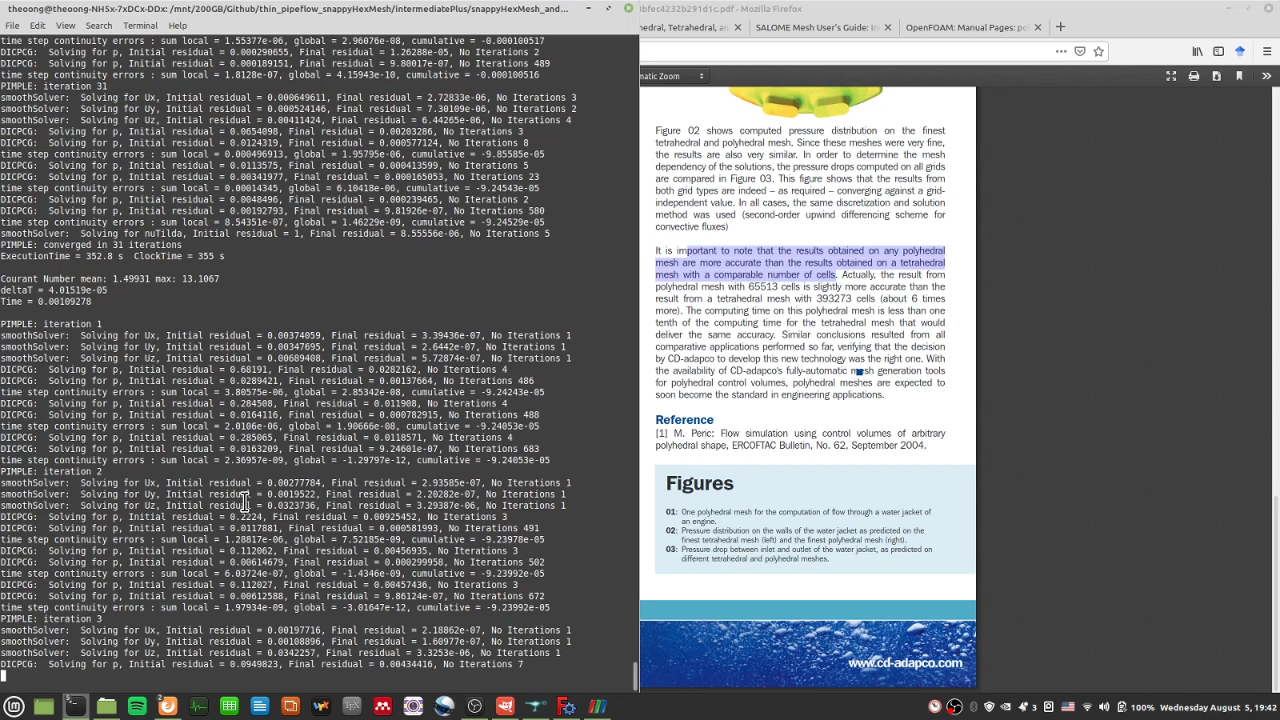 theoong-NH5x-7xDCx-DDx: /mnt/200GB/Github/thin_pipeflow_snappyHexMesh/intermediatePlus/snappyHexMesh_and...
File Edit View Search Terminal Help
time step continuity errors : sum local = 1.55377e-06, global = 2.96076e-08, cumulative = -0.000100517
DICPCG:  Solving for p, Initial residual = 0.000290655, Final residual = 1.26288e-05, No Iterations 2
DICPCG:  Solving for p, Initial residual = 0.000189151, Final residual = 9.80017e-07, No Iterations 489
time step continuity errors : sum local = 1.8128e-07, global = 4.15943e-10, cumulative = -0.000100516
PIMPLE: iteration 31
smoothSolver:  Solving for Ux, Initial residual = 0.000649611, Final residual = 2.72833e-06, No Iterations 3
smoothSolver:  Solving for Uy, Initial residual = 0.000524146, Final residual = 7.30109e-06, No Iterations 2
smoothSolver:  Solving for Uz, Initial residual = 0.00411424, Final residual = 6.44265e-06, No Iterations 4
DICPCG:  Solving for p, Initial residual = 0.0654098, Final residual = 0.00203286, No Iterations 3
DICPCG:  Solving for p, Initial residual = 0.0124319, Final residual = 0.000577124, No Iterations 8
time step continuity errors : sum local = 0.000496913, global = 1.95795e-06, cumulative = -9.85585e-05
DICPCG:  Solving for p, Initial residual = 0.0113575, Final residual = 0.000413599, No Iterations 5
DICPCG:  Solving for p, Initial residual = 0.00341977, Final residual = 0.000165053, No Iterations 23
time step continuity errors : sum local = 0.00014345, global = 6.10418e-06, cumulative = -9.24543e-05
DICPCG:  Solving for p, Initial residual = 0.0048496, Final residual = 0.000239465, No Iterations 2
DICPCG:  Solving for p, Initial residual = 0.00192793, Final residual = 9.81926e-07, No Iterations 580
time step continuity errors : sum local = 8.54351e-07, global = 1.46229e-09, cumulative = -9.24529e-05
smoothSolver:  Solving for nuTilda, Initial residual = 1, Final residual = 8.55556e-06, No Iterations 5
PIMPLE: converged in 31 iterations
ExecutionTime = 352.8 s  ClockTime = 355 s
Courant Number mean: 1.49931 max: 13.1067
deltaT = 4.01519e-05
Time = 0.00109278
PIMPLE: iteration 1
smoothSolver:  Solving for Ux, Initial residual = 0.00374059, Final residual = 3.39436e-07, No Iterations 1
smoothSolver:  Solving for Uy, Initial residual = 0.00347695, Final residual = 2.6442e-07, No Iterations 1
smoothSolver:  Solving for Uz, Initial residual = 0.00689408, Final residual = 5.72874e-07, No Iterations 1
DICPCG:  Solving for p, Initial residual = 0.68191, Final residual = 0.0282162, No Iterations 4
DICPCG:  Solving for p, Initial residual = 0.0289421, Final residual = 0.00137664, No Iterations 486
time step continuity errors : sum local = 3.80575e-06, global = 2.85342e-08, cumulative = -9.24243e-05
DICPCG:  Solving for p, Initial residual = 0.284508, Final residual = 0.011908, No Iterations 4
DICPCG:  Solving for p, Initial residual = 0.0164116, Final residual = 0.000782915, No Iterations 488
time step continuity errors : sum local = 2.0106e-06, global = 1.90666e-08, cumulative = -9.24053e-05
DICPCG:  Solving for p, Initial residual = 0.285065, Final residual = 0.0118571, No Iterations 4
DICPCG:  Solving for p, Initial residual = 0.0163209, Final residual = 9.24601e-07, No Iterations 683
time step continuity errors : sum local = 2.36957e-09, global = -1.29797e-12, cumulative = -9.24053e-05
PIMPLE: iteration 2
smoothSolver:  Solving for Ux, Initial residual = 0.00277784, Final residual = 2.93585e-07, No Iterations 1
smoothSolver:  Solving for Uy, Initial residual = 0.0019522, Final residual = 2.20282e-07, No Iterations 1
smoothSolver:  Solving for Uz, Initial residual = 0.0323736, Final residual = 3.29387e-06, No Iterations 1
DICPCG:  Solving for p, Initial residual = 0.2224, Final residual = 0.00925452, No Iterations 3
DICPCG:  Solving for p, Initial residual = 0.0117881, Final residual = 0.000581993, No Iterations 491
time step continuity errors : sum local = 1.28817e-06, global = 7.52185e-09, cumulative = -9.23978e-05
DICPCG:  Solving for p, Initial residual = 0.112062, Final residual = 0.00456935, No Iterations 3
DICPCG:  Solving for p, Initial residual = 0.00614679, Final residual = 0.000299958, No Iterations 502
time step continuity errors : sum local = 6.03724e-07, global = -1.4346e-09, cumulative = -9.23992e-05
DICPCG:  Solving for p, Initial residual = 0.112027, Final residual = 0.00457436, No Iterations 3
DICPCG:  Solving for p, Initial residual = 0.00612588, Final residual = 9.86124e-07, No Iterations 672
time step continuity errors : sum local = 1.97934e-09, global = -3.01647e-12, cumulative = -9.23992e-05
PIMPLE: iteration 3
smoothSolver:  Solving for Ux, Initial residual = 0.00197716, Final residual = 2.18862e-07, No Iterations 1
smoothSolver:  Solving for Uy, Initial residual = 0.00108896, Final residual = 1.60977e-07, No Iterations 1
smoothSolver:  Solving for Uz, Initial residual = 0.0342257, Final residual = 3.3253e-06, No Iterations 1
DICPCG:  Solving for p, Initial residual = 0.0949823, Final residual = 0.00434416, No Iterations 7
lbfec4232b291d1c.pdf - Mozilla Firefox
hedral, Tetrahedral, an
SALOME Mesh User's Guide: In
OpenFOAM: Manual Pages: po
matic Zoom
Figure 02 shows computed pressure distribution on the finest
tetrahedral and polyhedral mesh. Since these meshes were very fine,
the results are also very similar. In order to determine the mesh
dependency of the solutions, the pressure drops computed on all grids
are compared in Figure 03. This figure shows that the results from
both grid types are indeed – as required – converging against a grid-
independent value. In all cases, the same discretization and solution
method was used (second-order upwind differencing scheme for
convective fluxes)
It is important to note that the results obtained on any polyhedral
mesh are more accurate than the results obtained on a tetrahedral
mesh with a comparable number of cells. Actually, the result from
polyhedral mesh with 65513 cells is slightly more accurate than the
result from a tetrahedral mesh with 393273 cells (about 6 times
more). The computing time on this polyhedral mesh is less than one
tenth of the computing time for the tetrahedral mesh that would
deliver the same accuracy. Similar conclusions resulted from all
comparative applications performed so far, verifying that the decision
by CD-adapco to develop this new technology was the right one. With
the availability of CD-adapco's fully-automatic mesh generation tools
for polyhedral control volumes, polyhedral meshes are expected to
soon become the standard in engineering applications.
Reference
[1] M. Peric: Flow simulation using control volumes of arbitrary
polyhedral shape, ERCOFTAC Bulletin, No. 62, September 2004.
Figures
01: One polyhedral mesh for the computation of flow through a water jacket of
an engine.
02: Pressure distribution on the walls of the water jacket as predicted on the
finest tetrahedral mesh (left) and the finest polyhedral mesh (right).
03: Pressure drop between inlet and outlet of the water jacket, as predicted on
different tetrahedral and polyhedral meshes.
www.cd-adapco.com
5
2
3
100%
Wednesday August 5, 19:42